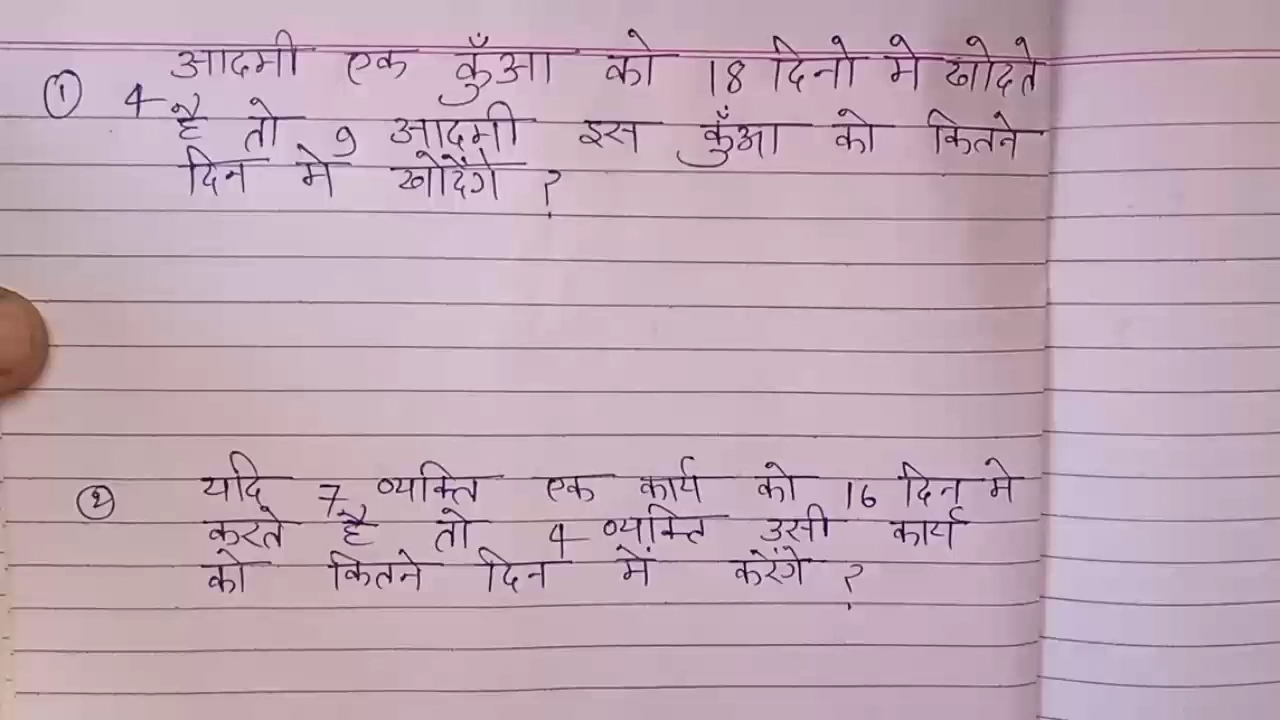 ① 4 आदमी एक कुँआ को 18 दिनो मे खोदते
है तो 9 आदमी इस कुँआ को कितने
दिन मे खोदेंगे ?
② यदि 7 व्यक्ति एक कार्य को 16 दिन मे
करते है तो 4 व्यक्ति उसी कार्य
को कितने दिन में करेंगे ?